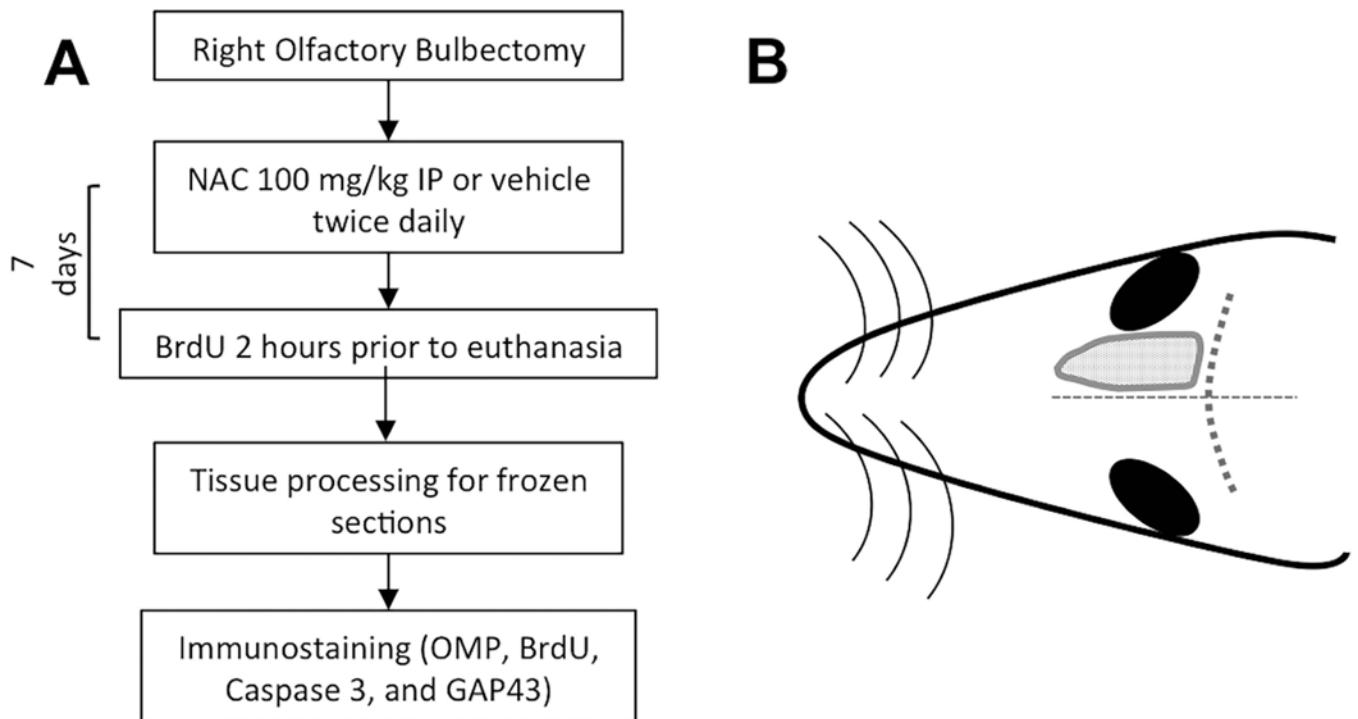 A
Right Olfactory Bulbectomy
NAC 100 mg/kg IP or vehicle
twice daily
7
days
BrdU 2 hours prior to euthanasia
Tissue processing for frozen
sections
Immunostaining (OMP, BrdU,
Caspase 3, and GAP43)
B